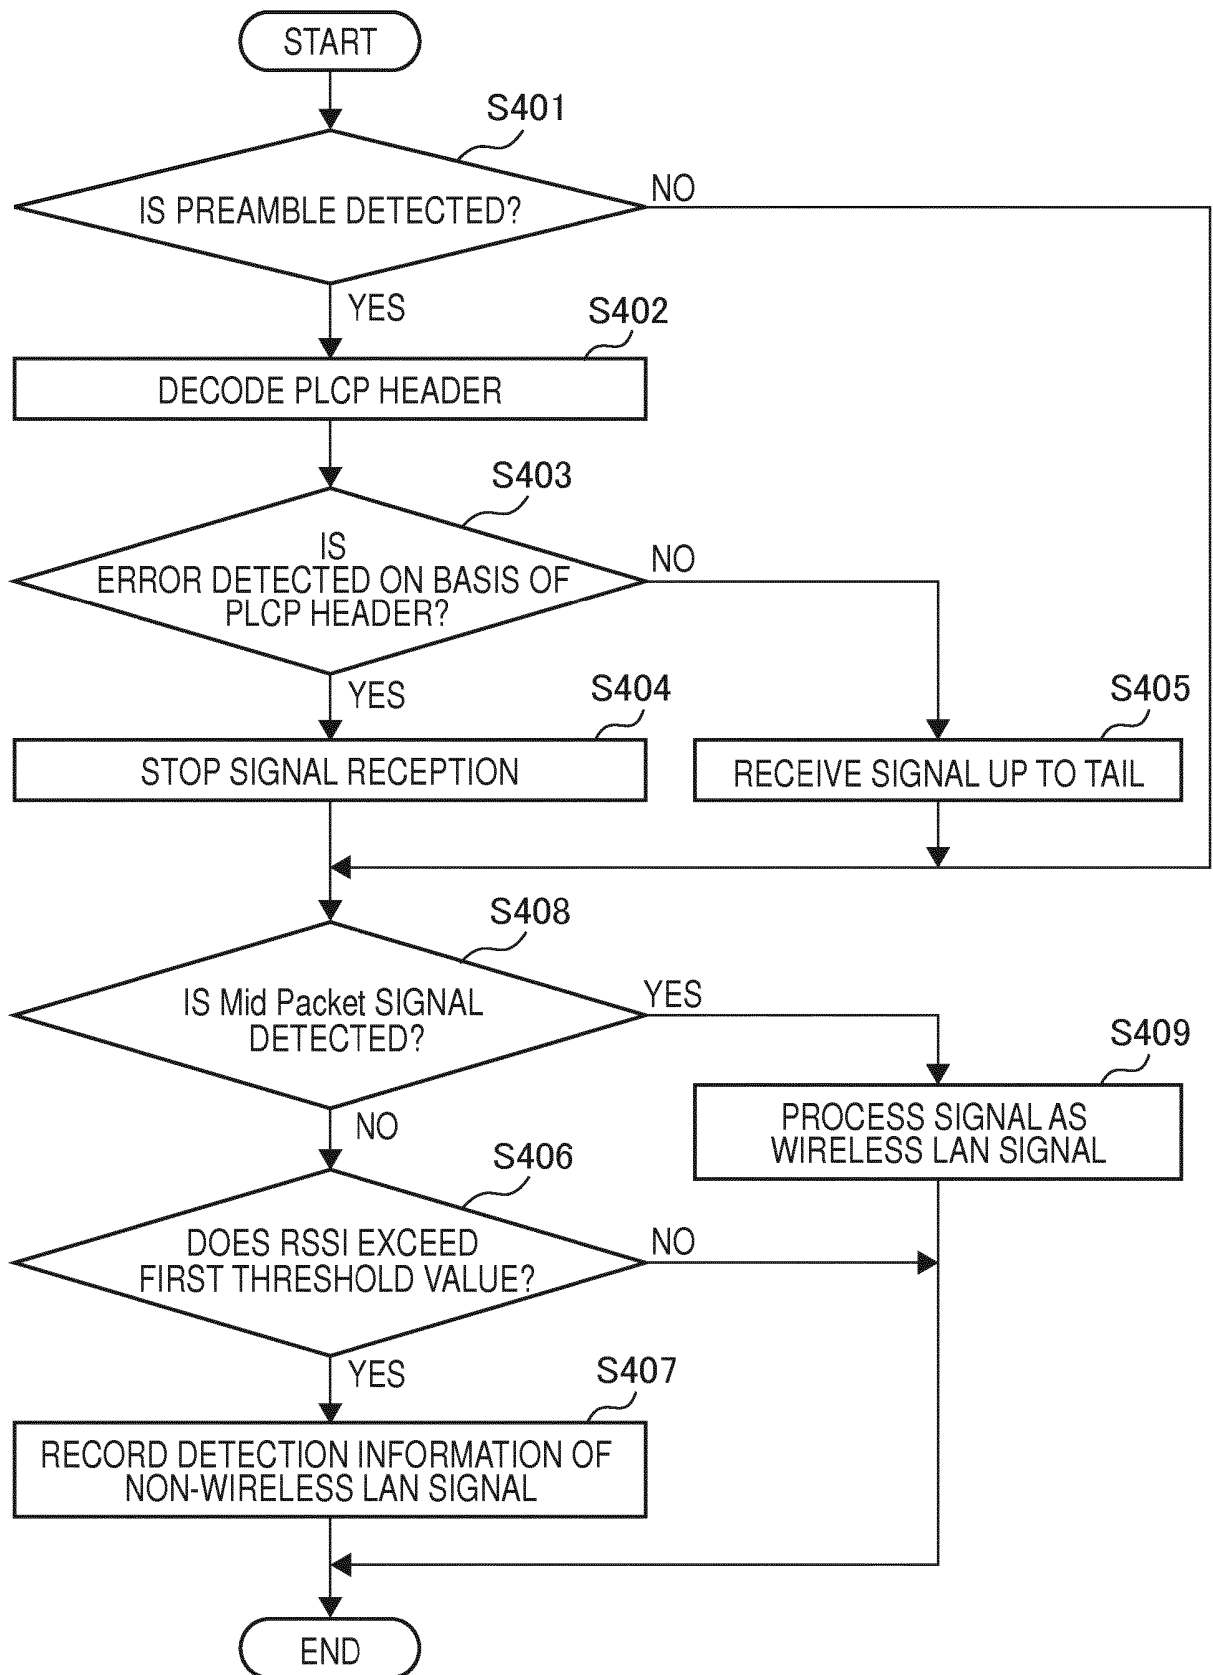 START
S401
IS PREAMBLE DETECTED?
NO
YES
S402
DECODE PLCP HEADER
S403
IS
ERROR DETECTED ON BASIS OF
PLCP HEADER?
NO
YES
S404
STOP SIGNAL RECEPTION
S405
RECEIVE SIGNAL UP TO TAIL
S408
IS Mid Packet SIGNAL
DETECTED?
YES
NO
S409
PROCESS SIGNAL AS
WIRELESS LAN SIGNAL
S406
DOES RSSI EXCEED
FIRST THRESHOLD VALUE?
NO
YES
S407
RECORD DETECTION INFORMATION OF
NON-WIRELESS LAN SIGNAL
END